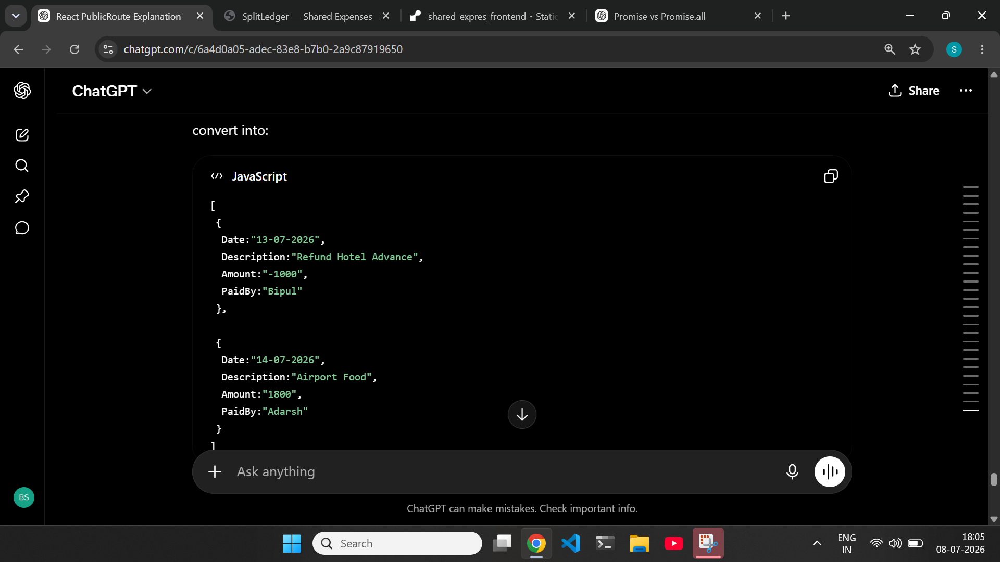 React PublicRoute Explanation
SplitLedger — Shared Expenses
shared-expres_frontend · Static
Promise vs Promise.all
chatgpt.com/c/6a4d0a05-adec-83e8-b7b0-2a9c87919650
S
ChatGPT
Share
convert into:
JavaScript
[
{
Date:"13-07-2026",
Description:"Refund Hotel Advance",
Amount:"-1000",
PaidBy:"Bipul"
},
{
Date:"14-07-2026",
Description:"Airport Food",
Amount:"1800",
PaidBy:"Adarsh"
}
]
Ask anything
BS
ChatGPT can make mistakes. Check important info.
Search
ENG
IN
18:05
08-07-2026